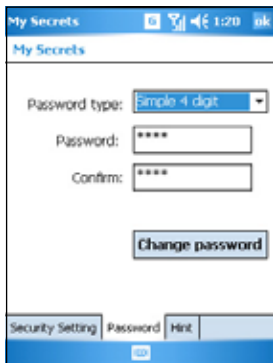 My Secrets G 1:20 ok
My Secrets
Password type: Simple 4 digit
Password: ****
Confirm: ****
Change password
Security Setting Password Hint